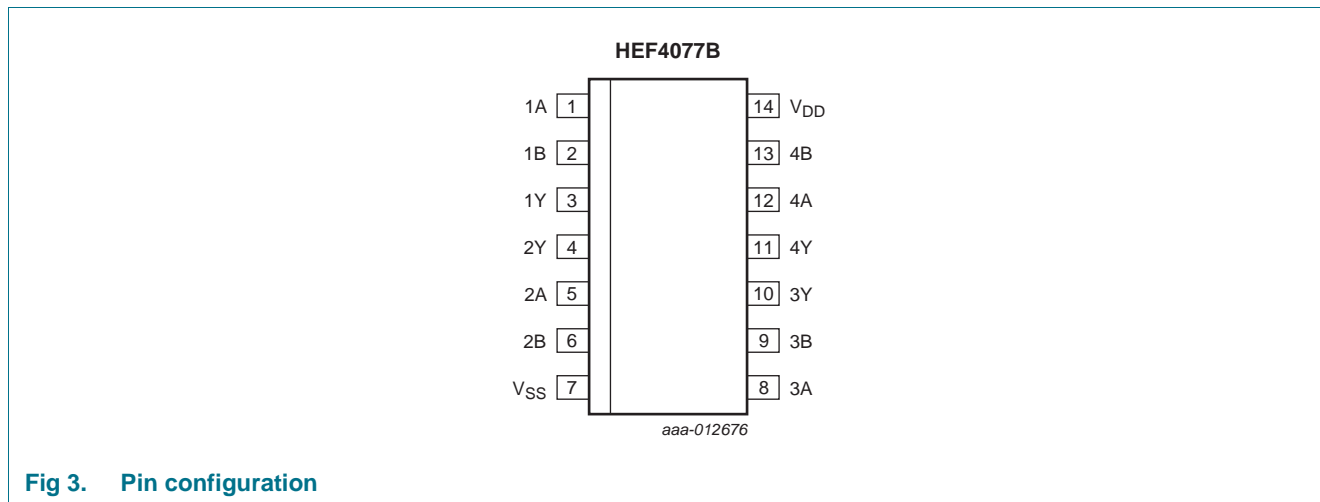 HEF4077B
1A 1 14 VDD
1B 2 13 4B
1Y 3 12 4A
2Y 4 11 4Y
2A 5 10 3Y
2B 6 9 3B
VSS 7 8 3A
aaa-012676
Fig 3. Pin configuration